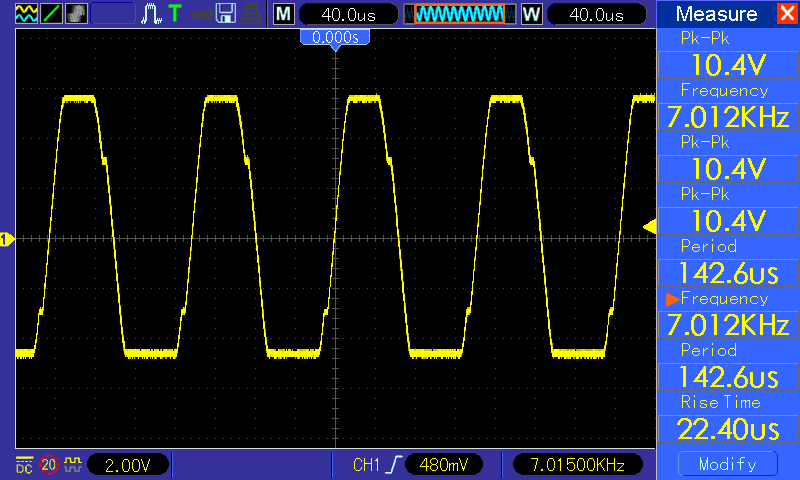 T M 40.0us W 40.0us Measure X
0.000s
Pk-Pk
10.4V
Frequency
7.012KHz
Pk-Pk
10.4V
Pk-Pk
10.4V
Period
142.6us
Frequency
7.012KHz
Period
142.6us
Rise Time
22.40us
Modify
1
DC 20 2.00V CH1 480mV 7.01500KHz